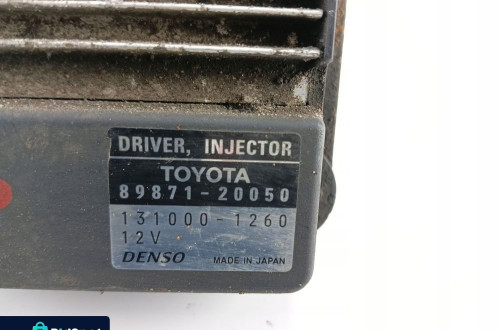 DRIVER, INJECTOR
TOYOTA
89871-20050
131000-1260
12V
DENSO MADE IN JAPAN